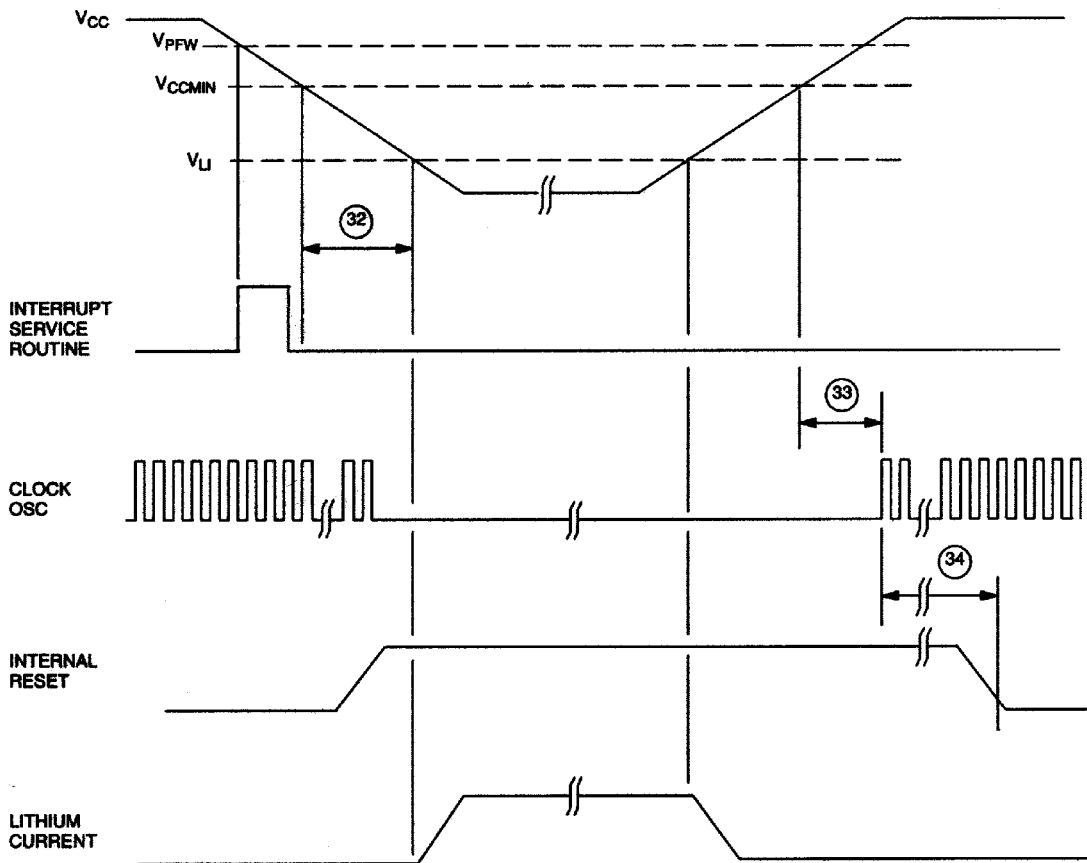 VCC
VPFW
VCCMIN
VLI
32
INTERRUPT
SERVICE
ROUTINE
33
CLOCK
OSC
34
INTERNAL
RESET
LITHIUM
CURRENT